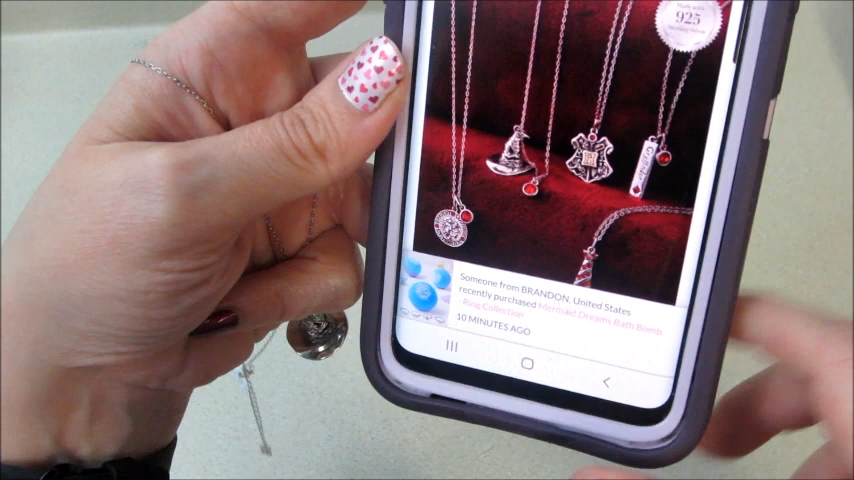 Made with
925
Sterling Silver
Someone from BRANDON, United States
recently purchased Mermaid Dreams Bath Bomb
- Ring Collection
10 MINUTES AGO